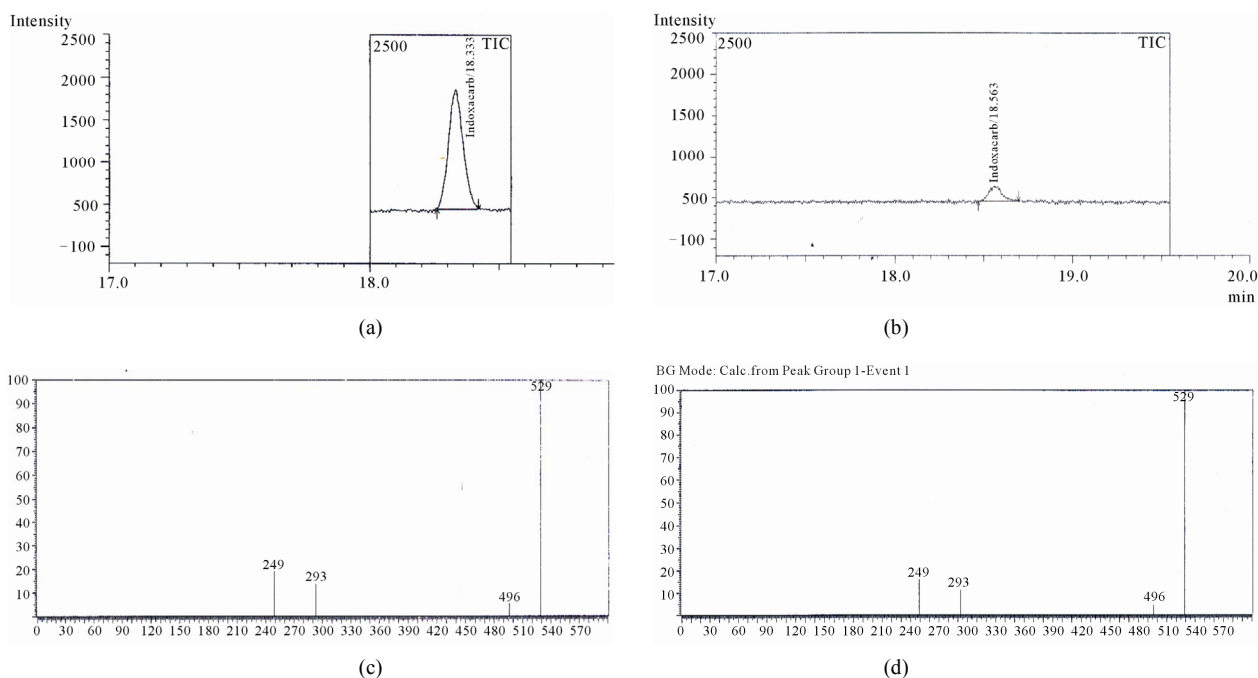 Intensity
2500
2000
1500
1000
500
−100
2500 TIC
Indoxacarb/18.333
17.0 18.0
(a)
Intensity
2500
2000
1500
1000
500
−100
2500 TIC
Indoxacarb/18.563
17.0 18.0 19.0 20.0
min
(b)
100
90
80
70
60
50
40
30
20
10
249
293
496
529
0 30 60 90 120 150 180 210 240 270 300 330 360 390 420 450 480 510 540 570
(c)
BG Mode: Calc.from Peak Group 1-Event 1
100
90
80
70
60
50
40
30
20
10
249
293
496
529
0 30 60 90 120 150 180 210 240 270 300 330 360 390 420 450 480 510 540 570
(d)